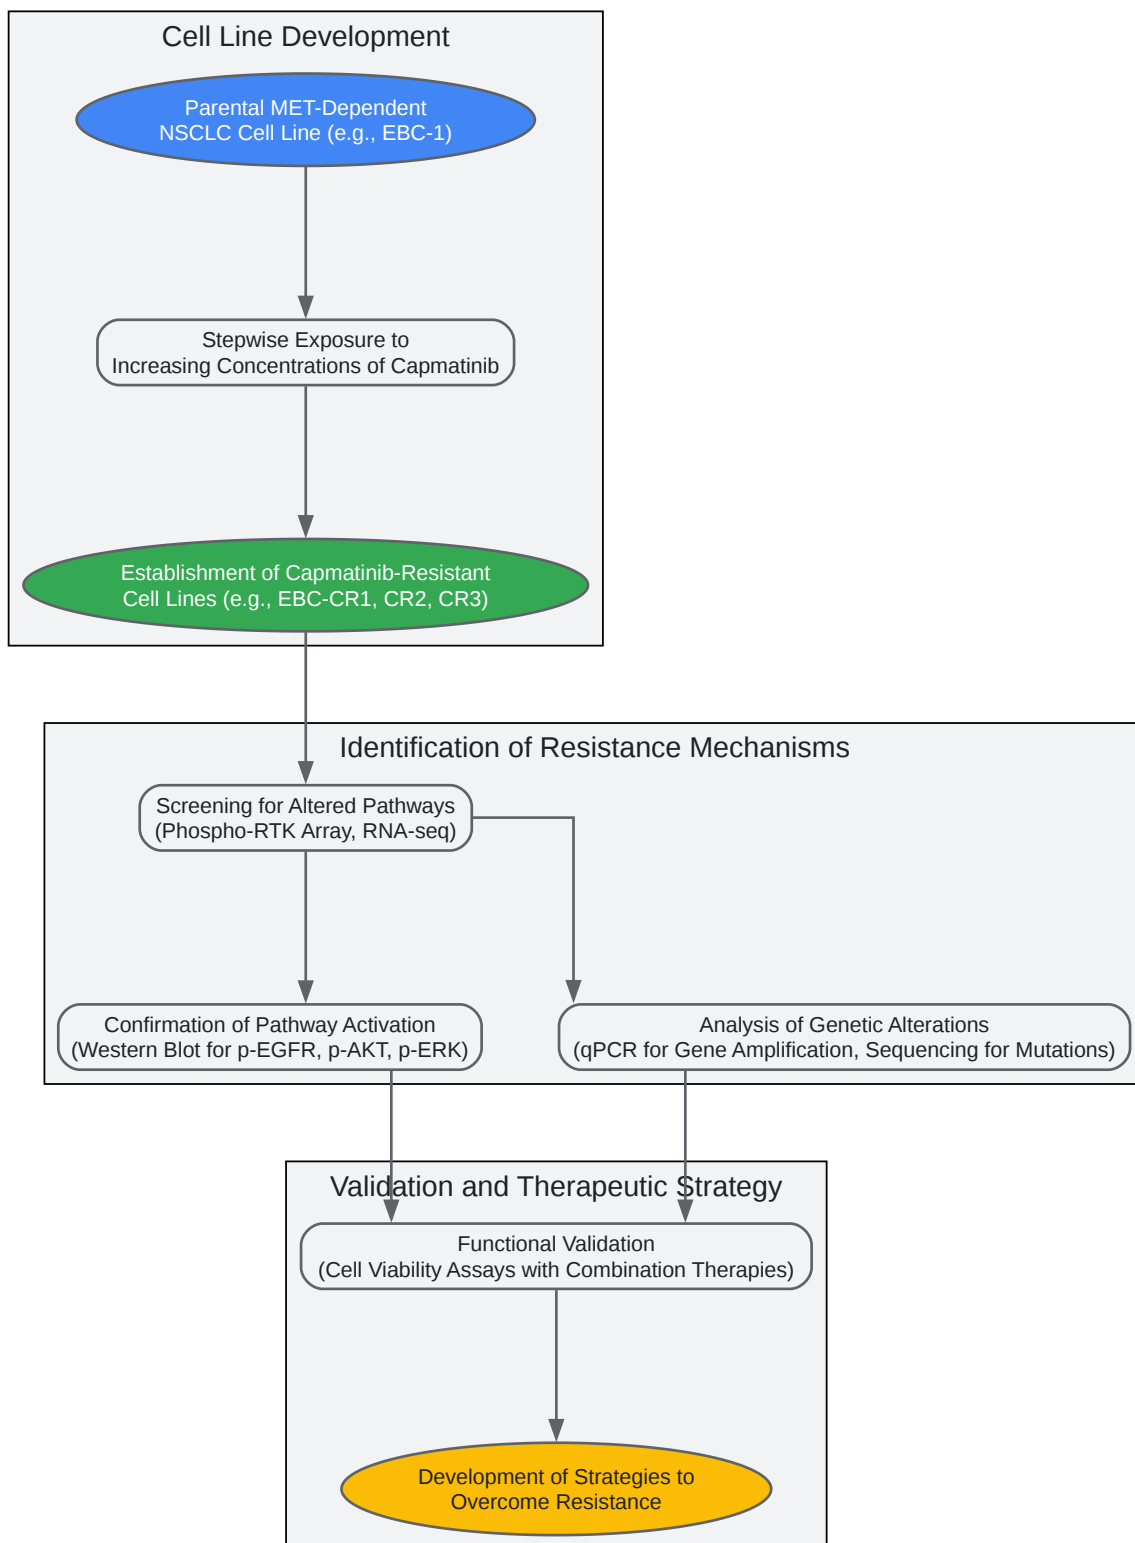 Cell Line Development
Parental MET-Dependent
NSCLC Cell Line (e.g., EBC-1)
Stepwise Exposure to
Increasing Concentrations of Capmatinib
Establishment of Capmatinib-Resistant
Cell Lines (e.g., EBC-CR1, CR2, CR3)
Identification of Resistance Mechanisms
Screening for Altered Pathways
(Phospho-RTK Array, RNA-seq)
Confirmation of Pathway Activation
(Western Blot for p-EGFR, p-AKT, p-ERK)
Analysis of Genetic Alterations
(qPCR for Gene Amplification, Sequencing for Mutations)
Validation and Therapeutic Strategy
Functional Validation
(Cell Viability Assays with Combination Therapies)
Development of Strategies to
Overcome Resistance